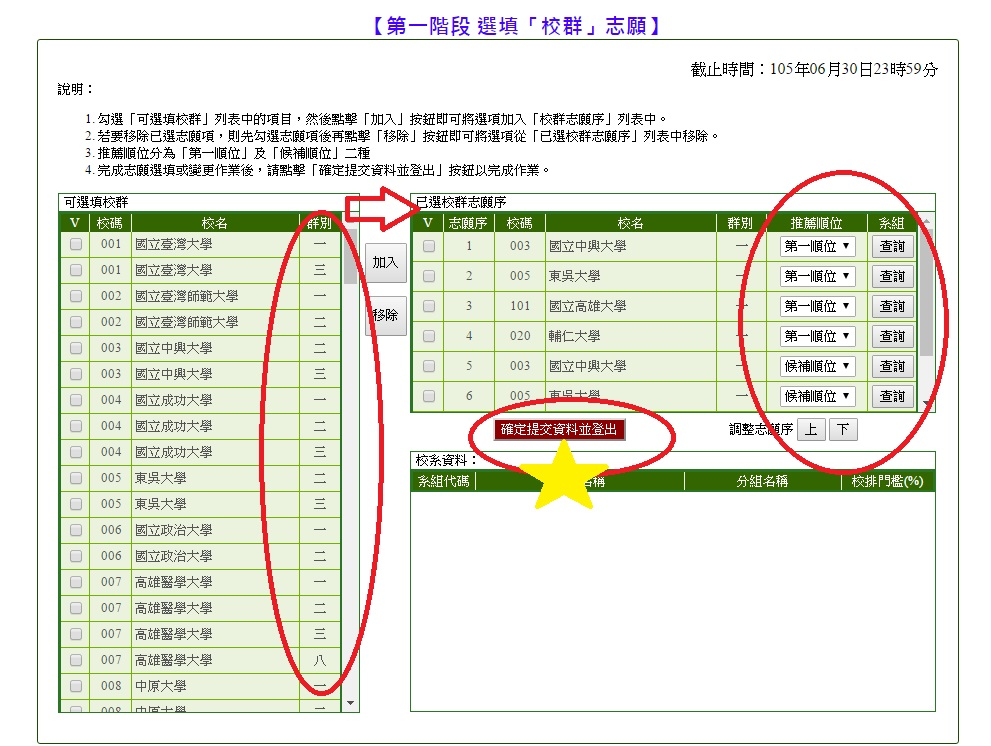 【第一階段 選填「校群」志願】
截止時間：105年06月30日23時59分
說明：
1. 勾選「可選填校群」列表中的項目，然後點擊「加入」按鈕即可將選項加入「校群志願序」列表中。
2. 若要移除已選志願項，則先勾選志願項後再點擊「移除」按鈕即可將選項從「已選校群志願序」列表中移除。
3. 推薦順位分為「第一順位」及「候補順位」二種
4. 完成志願選填或變更作業後，請點擊「確定提交資料並登出」按鈕以完成作業。
可選填校群
V 校碼 校名 群別
001 國立臺灣大學 一
001 國立臺灣大學 三
002 國立臺灣師範大學 一
002 國立臺灣師範大學 二
003 國立中興大學 二
003 國立中興大學 三
004 國立成功大學 一
004 國立成功大學 二
004 國立成功大學 三
005 東吳大學 二
005 東吳大學 三
006 國立政治大學 一
006 國立政治大學 二
007 高雄醫學大學 一
007 高雄醫學大學 二
007 高雄醫學大學 三
007 高雄醫學大學 八
008 中原大學 一
008 中原大學 二
加入
移除
已選校群志願序
V 志願序 校碼 校名 群別 推薦順位 系組
1 003 國立中興大學 一 第一順位 查詢
2 005 東吳大學 一 第一順位 查詢
3 101 國立高雄大學 一 第一順位 查詢
4 020 輔仁大學 一 第一順位 查詢
5 003 國立中興大學 一 候補順位 查詢
6 005 東吳大學 一 候補順位 查詢
確定提交資料並登出
調整志願序 上 下
校系資料：
系組代碼 名稱 分組名稱 校排門檻(%)